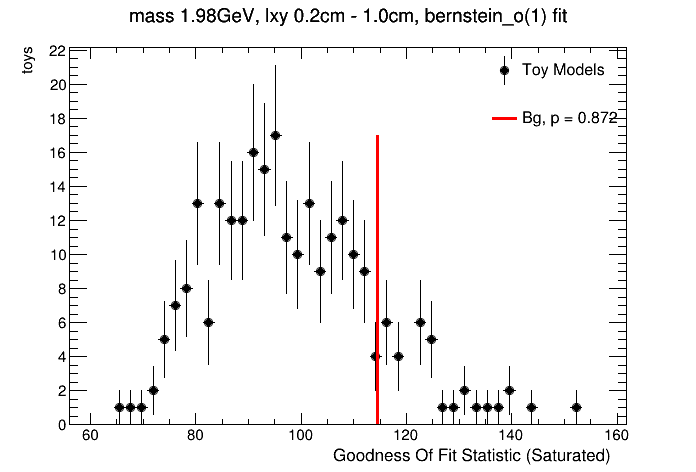 mass 1.98GeV, lxy 0.2cm - 1.0cm, bernstein_o(1) fit
toys
22
20
18
16
14
12
10
8
6
4
2
0
Toy Models
Bg, p = 0.872
60 80 100 120 140 160
Goodness Of Fit Statistic (Saturated)